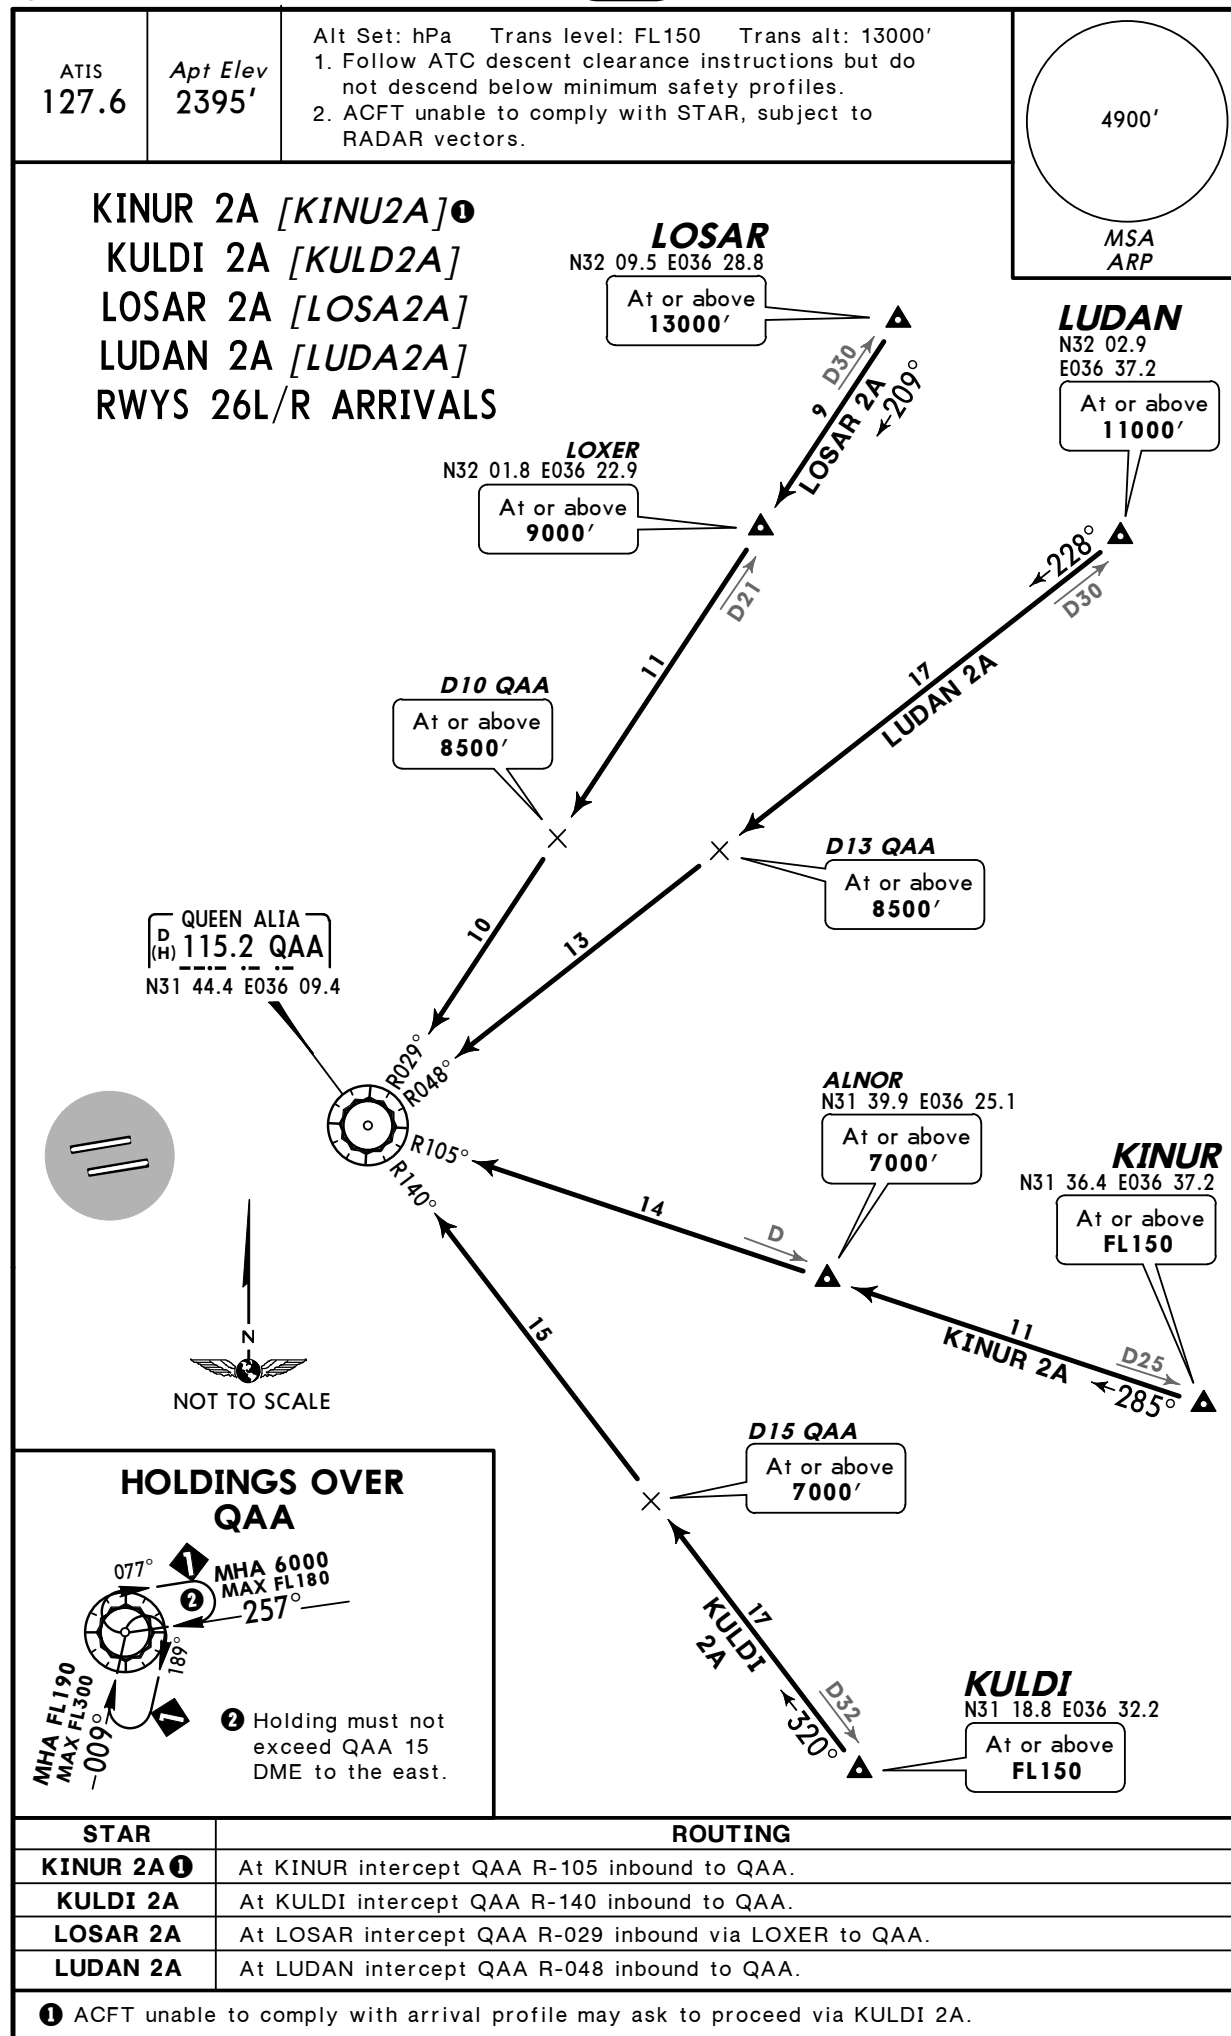 ATIS
127.6
Apt Elev
2395'
Alt Set: hPa Trans level: FL150 Trans alt: 13000'
1. Follow ATC descent clearance instructions but do
not descend below minimum safety profiles.
2. ACFT unable to comply with STAR, subject to
RADAR vectors.
4900'
MSA
ARP
KINUR 2A [KINU2A]❶
KULDI 2A [KULD2A]
LOSAR 2A [LOSA2A]
LUDAN 2A [LUDA2A]
RWYS 26L/R ARRIVALS
LOSAR
N32 09.5 E036 28.8
At or above
13000'
D30
9
LOSAR 2A
209°
LUDAN
N32 02.9
E036 37.2
At or above
11000'
228°
D30
17
LUDAN 2A
LOXER
N32 01.8 E036 22.9
At or above
9000'
D21
11
D10 QAA
At or above
8500'
D13 QAA
At or above
8500'
10
13
QUEEN ALIA
D
(H) 115.2 QAA
N31 44.4 E036 09.4
R029°
R048°
R105°
R140°
ALNOR
N31 39.9 E036 25.1
At or above
7000'
14
D
KINUR
N31 36.4 E036 37.2
At or above
FL150
11
KINUR 2A
D25
285°
15
N
NOT TO SCALE
D15 QAA
At or above
7000'
17
KULDI
2A
D32
320°
KULDI
N31 18.8 E036 32.2
At or above
FL150
HOLDINGS OVER
QAA
077°
1
MHA 6000
MAX FL180
❷
257°
189°
MHA FL190
MAX FL300
009°
1
❷ Holding must not
exceed QAA 15
DME to the east.
STAR ROUTING
KINUR 2A❶ At KINUR intercept QAA R-105 inbound to QAA.
KULDI 2A At KULDI intercept QAA R-140 inbound to QAA.
LOSAR 2A At LOSAR intercept QAA R-029 inbound via LOXER to QAA.
LUDAN 2A At LUDAN intercept QAA R-048 inbound to QAA.
❶ ACFT unable to comply with arrival profile may ask to proceed via KULDI 2A.